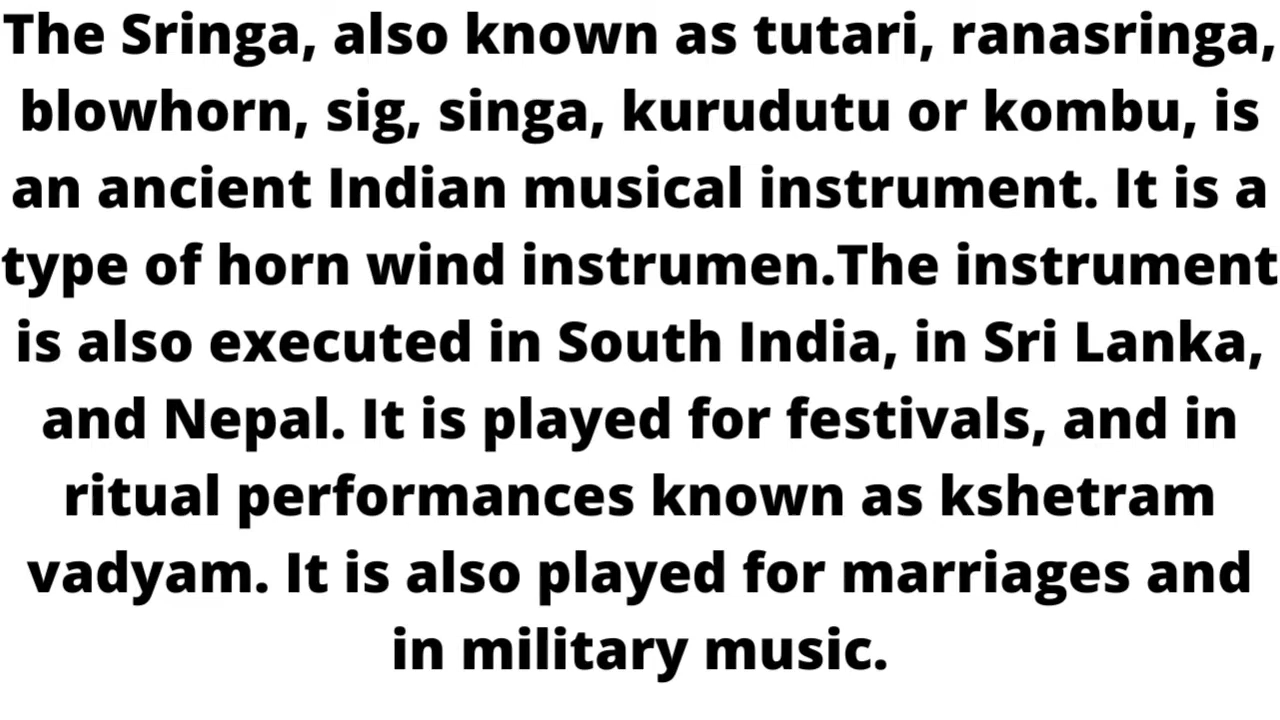 The Sringa, also known as tutari, ranasringa,
blowhorn, sig, singa, kurudutu or kombu, is
an ancient Indian musical instrument. It is a
type of horn wind instrumen.The instrument
is also executed in South India, in Sri Lanka,
and Nepal. It is played for festivals, and in
ritual performances known as kshetram
vadyam. It is also played for marriages and
in military music.